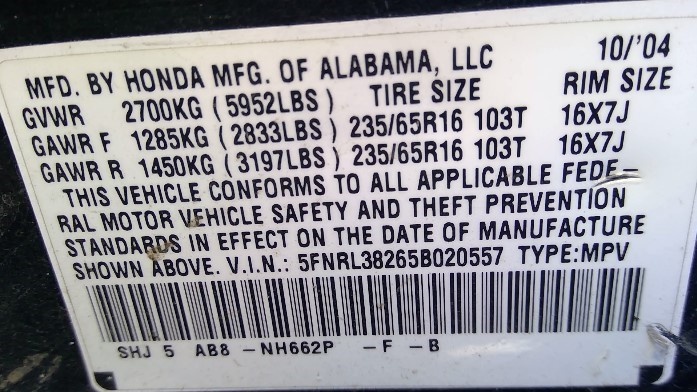 MFD. BY HONDA MFG. OF ALABAMA, LLC 10/'04
GVWR 2700KG (5952LBS) TIRE SIZE RIM SIZE
GAWR F 1285KG (2833LBS) 235/65R16 103T 16X7J
GAWR R 1450KG (3197LBS) 235/65R16 103T 16X7J
THIS VEHICLE CONFORMS TO ALL APPLICABLE FEDE-
RAL MOTOR VEHICLE SAFETY AND THEFT PREVENTION
STANDARDS IN EFFECT ON THE DATE OF MANUFACTURE
SHOWN ABOVE. V.I.N.: 5FNRL38265B020557 TYPE:MPV
SHJ 5 AB8 -NH662P -F -B